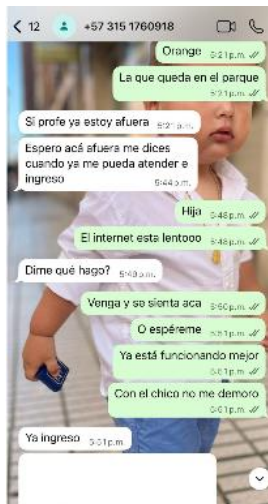 12
+57 315 1760918
Orange 5:21 p.m.
La que queda en el parque
5:21 p.m.
Sí profe ya estoy afuera 5:21 p.m.
Espero acá afuera me dices
cuando ya me pueda atender e
ingreso 5:44 p.m.
Hija 5:48 p.m.
El internet esta lentooo 5:48 p.m.
Dime qué hago? 5:49 p.m.
Venga y se sienta aca 5:50 p.m.
O espéreme 5:51 p.m.
Ya está funcionando mejor
5:51 p.m.
Con el chico no me demoro
5:51 p.m.
Ya ingreso 5:51 p.m.